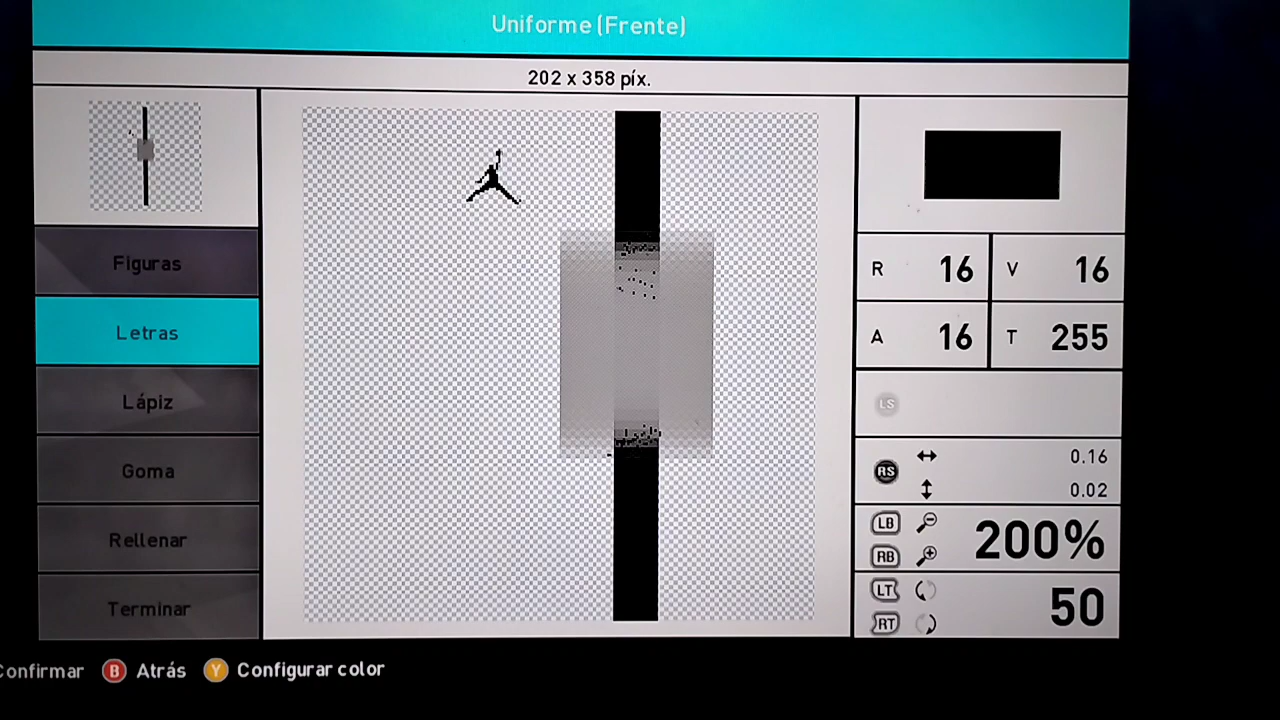 Uniforme (Frente)
202 x 358 píx.
Figuras
Letras
Lápiz
Goma
Rellenar
Terminar
R 16 V 16
A 16 T 255
LS
RS 0.16
0.02
LB 200%
RB
LT 50
RT
Confirmar B Atrás Y Configurar color